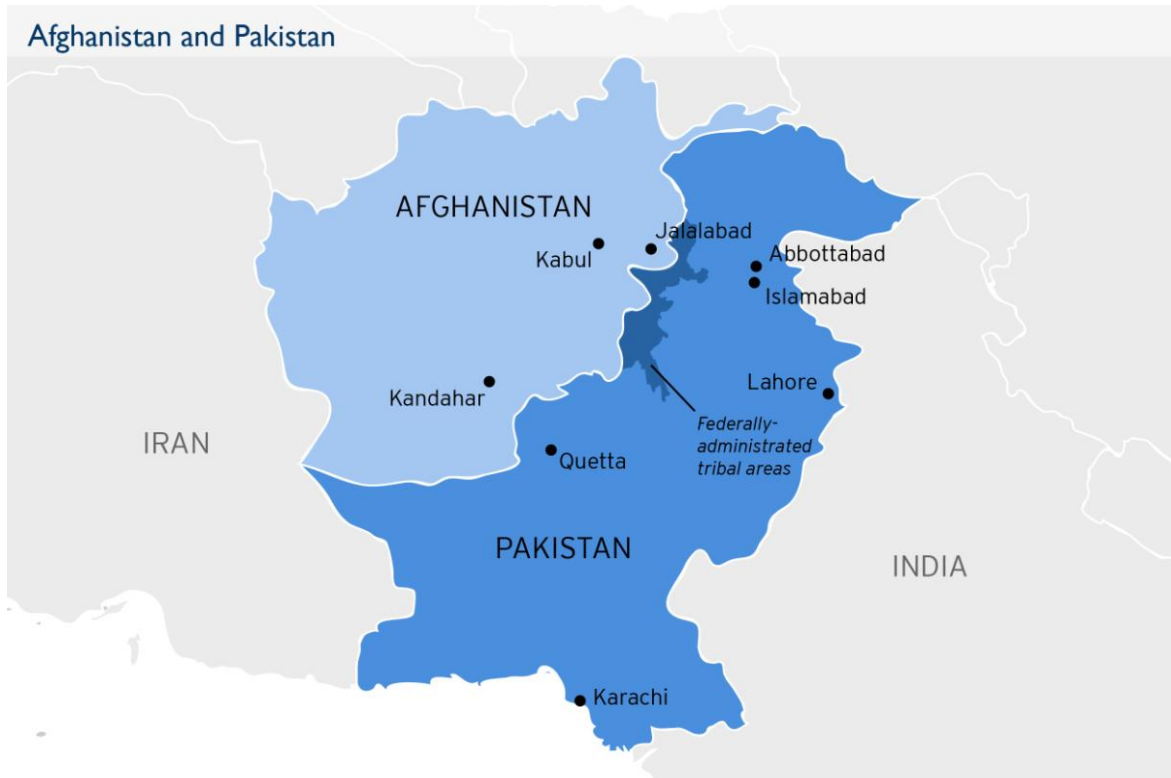 Afghanistan and Pakistan
AFGHANISTAN
Jalalabad
Kabul
Abbottabad
Islamabad
Kandahar
Lahore
Federally-
administrated
tribal areas
IRAN
Quetta
PAKISTAN
INDIA
Karachi